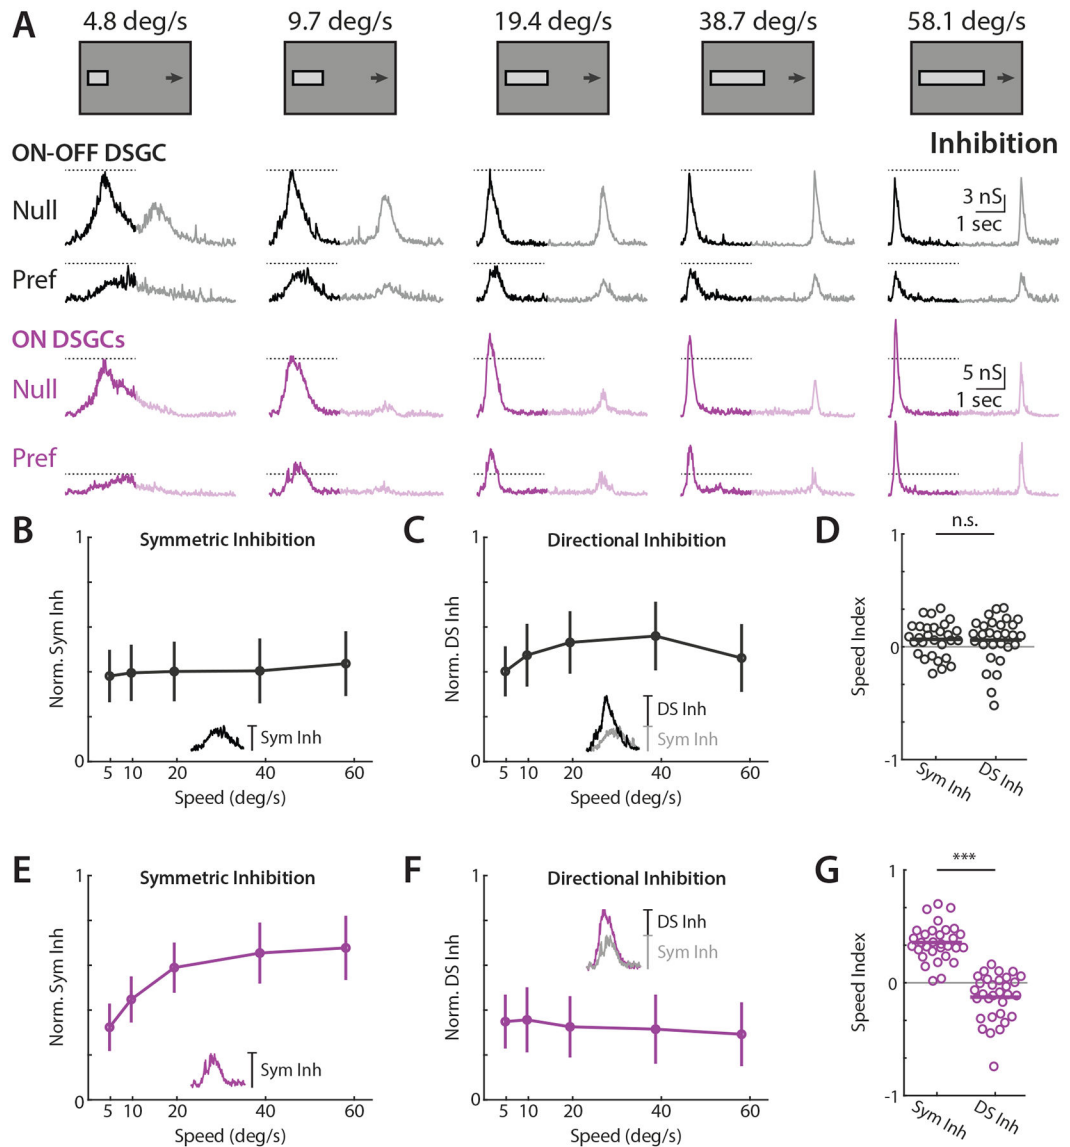 A
4.8 deg/s 9.7 deg/s 19.4 deg/s 38.7 deg/s 58.1 deg/s
ON-OFF DSGC
Inhibition
Null
3 nS
1 sec
Pref
ON DSGCs
Null
5 nS
1 sec
Pref
B
Symmetric Inhibition
Norm. Sym Inh
1
0
Sym Inh
5 10 20 40 60
Speed (deg/s)
C
Directional Inhibition
Norm. DS Inh
1
0
DS Inh
Sym Inh
5 10 20 40 60
Speed (deg/s)
D
n.s.
Speed Index
1
0
-1
Sym Inh
DS Inh
E
Symmetric Inhibition
Norm. Sym Inh
1
0
Sym Inh
5 10 20 40 60
Speed (deg/s)
F
Directional Inhibition
Norm. DS Inh
1
0
DS Inh
Sym Inh
5 10 20 40 60
Speed (deg/s)
G
***
Speed Index
1
0
-1
Sym Inh
DS Inh